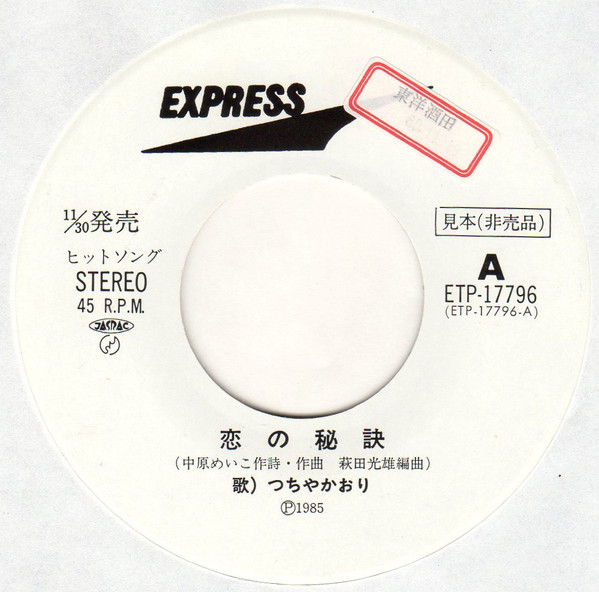 EXPRESS
東洋酒田
11/30発売
ヒットソング
STEREO
45 R.P.M.
JASRAC
見本(非売品)
A
ETP-17796
(ETP-17796-A)
恋の秘訣
(中原めいこ作詩・作曲 萩田光雄編曲)
歌) つちやかおり
Ⓟ1985